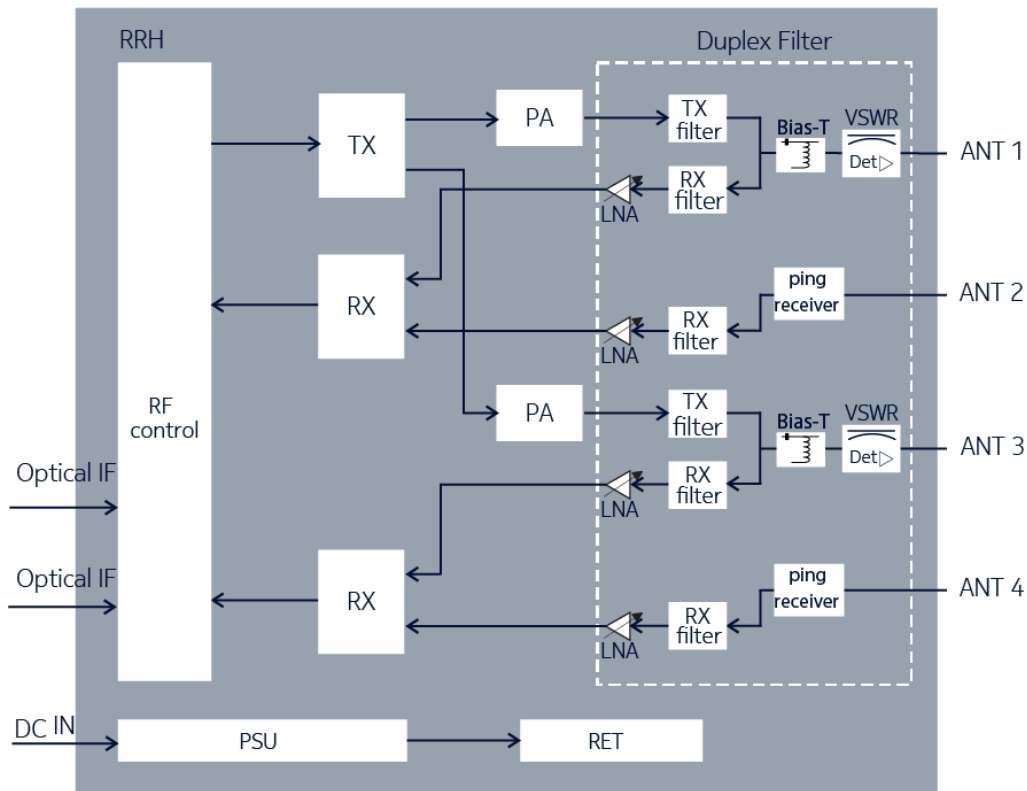 RRH
Duplex Filter
TX
PA
TX
filter
Bias-T
VSWR
Det
ANT 1
RX
filter
LNA
RX
ping
receiver
ANT 2
RX
filter
LNA
RF
control
PA
TX
filter
Bias-T
VSWR
Det
ANT 3
Optical IF
RX
filter
LNA
Optical IF
RX
ping
receiver
ANT 4
RX
filter
LNA
DC IN
PSU
RET